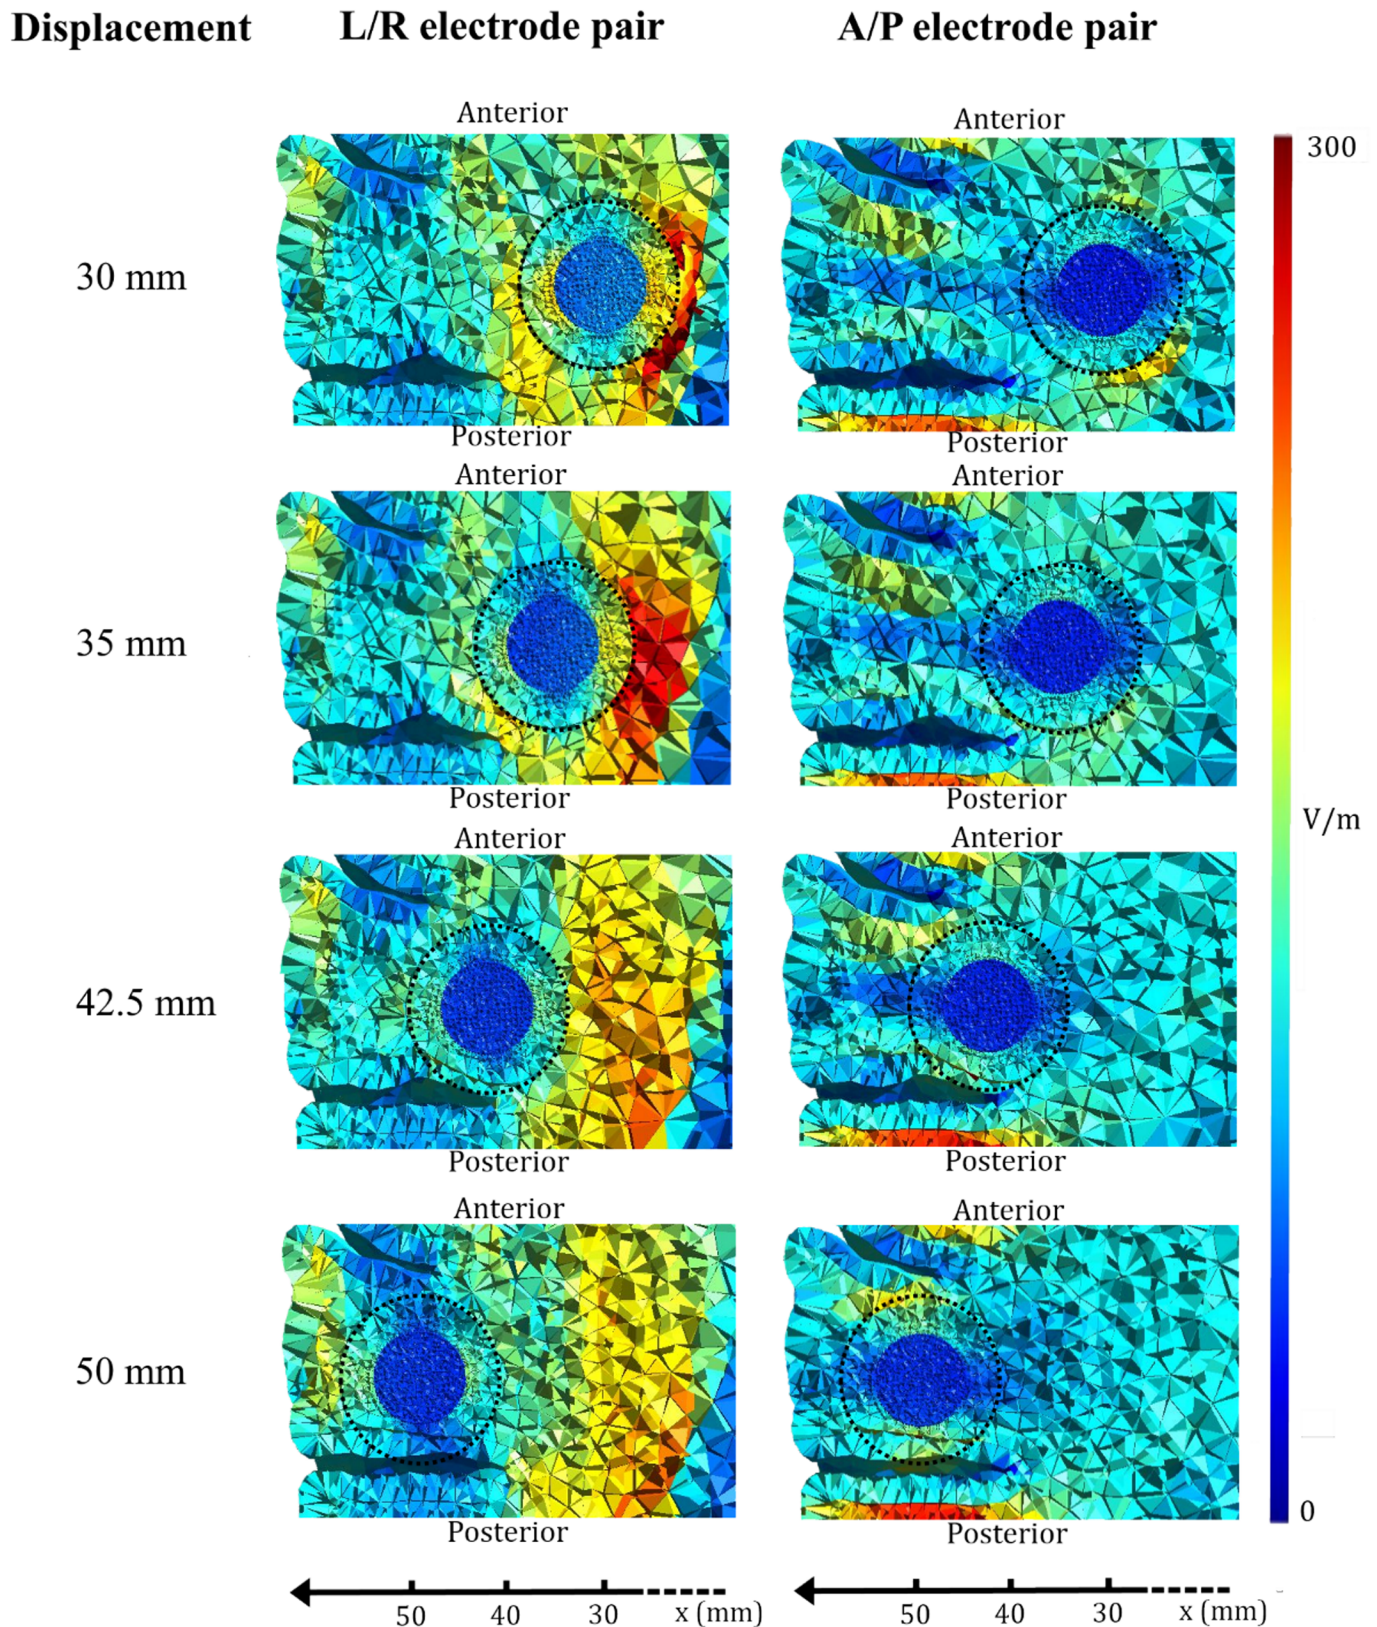 Displacement L/R electrode pair A/P electrode pair
Anterior Anterior
300
30 mm
Posterior Posterior
Anterior Anterior
35 mm
Posterior Posterior
V/m
Anterior Anterior
42.5 mm
Posterior Posterior
Anterior Anterior
50 mm
0
Posterior Posterior
50 40 30 x (mm) 50 40 30 x (mm)